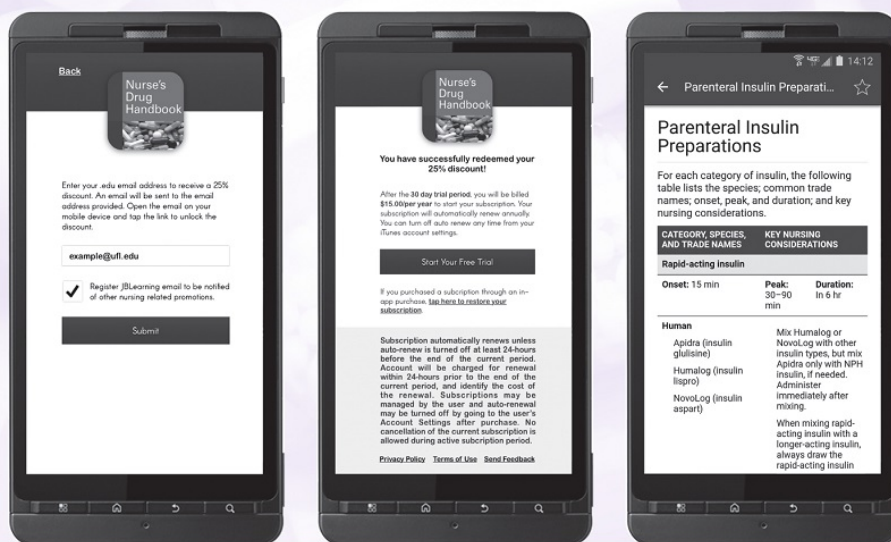 Back
Nurse's
Drug
Handbook
Enter your .edu email address to receive a 25%
discount. An email will be sent to the email
address provided. Open the email on your
mobile device and tap the link to unlock the
discount.
example@ufl.edu
Register JBLearning email to be notified
of other nursing related promotions.
Submit
Nurse's
Drug
Handbook
You have successfully redeemed your
25% discount!
After the 30 day trial period, you will be billed
$15.00/per year to start your subscription. Your
subscription will automatically renew annually.
You can turn off auto renew any time from your
iTunes account settings.
Start Your Free Trial
If you purchased a subcription through an in-
app purchase, tap here to restore your
subscription.
Subscription automatically renews unless
auto-renew is turned off at least 24-hours
before the end of the current period.
Account will be charged for renewal
within 24-hours prior to the end of the
current period, and identify the cost of
the renewal. Subscriptions may be
managed by the user and auto-renewal
may be turned off by going to the user's
Account Settings after purchase. No
cancellation of the current subscription is
allowed during active subcription period.
Privacy Policy Terms of Use Send Feedback
14:12
Parenteral Insulin Preparati...
Parenteral Insulin
Preparations
For each category of insulin, the following
table lists the species; common trade
names; onset, peak, and duration; and key
nursing considerations.
CATEGORY, SPECIES, KEY NURSING
AND TRADE NAMES CONSIDERATIONS
Rapid-acting insulin
Onset: 15 min Peak: Duration:
30–90 In 6 hr
min
Human
Apidra (insulin
glulisine)
Humalog (insulin
lispro)
NovoLog (insulin
aspart)
Mix Humalog or
NovoLog with other
insulin types, but mix
Apidra only with NPH
insulin, if needed.
Administer
immediately after
mixing.
When mixing rapid-
acting insulin with a
longer-acting insulin,
always draw the
rapid-acting insulin